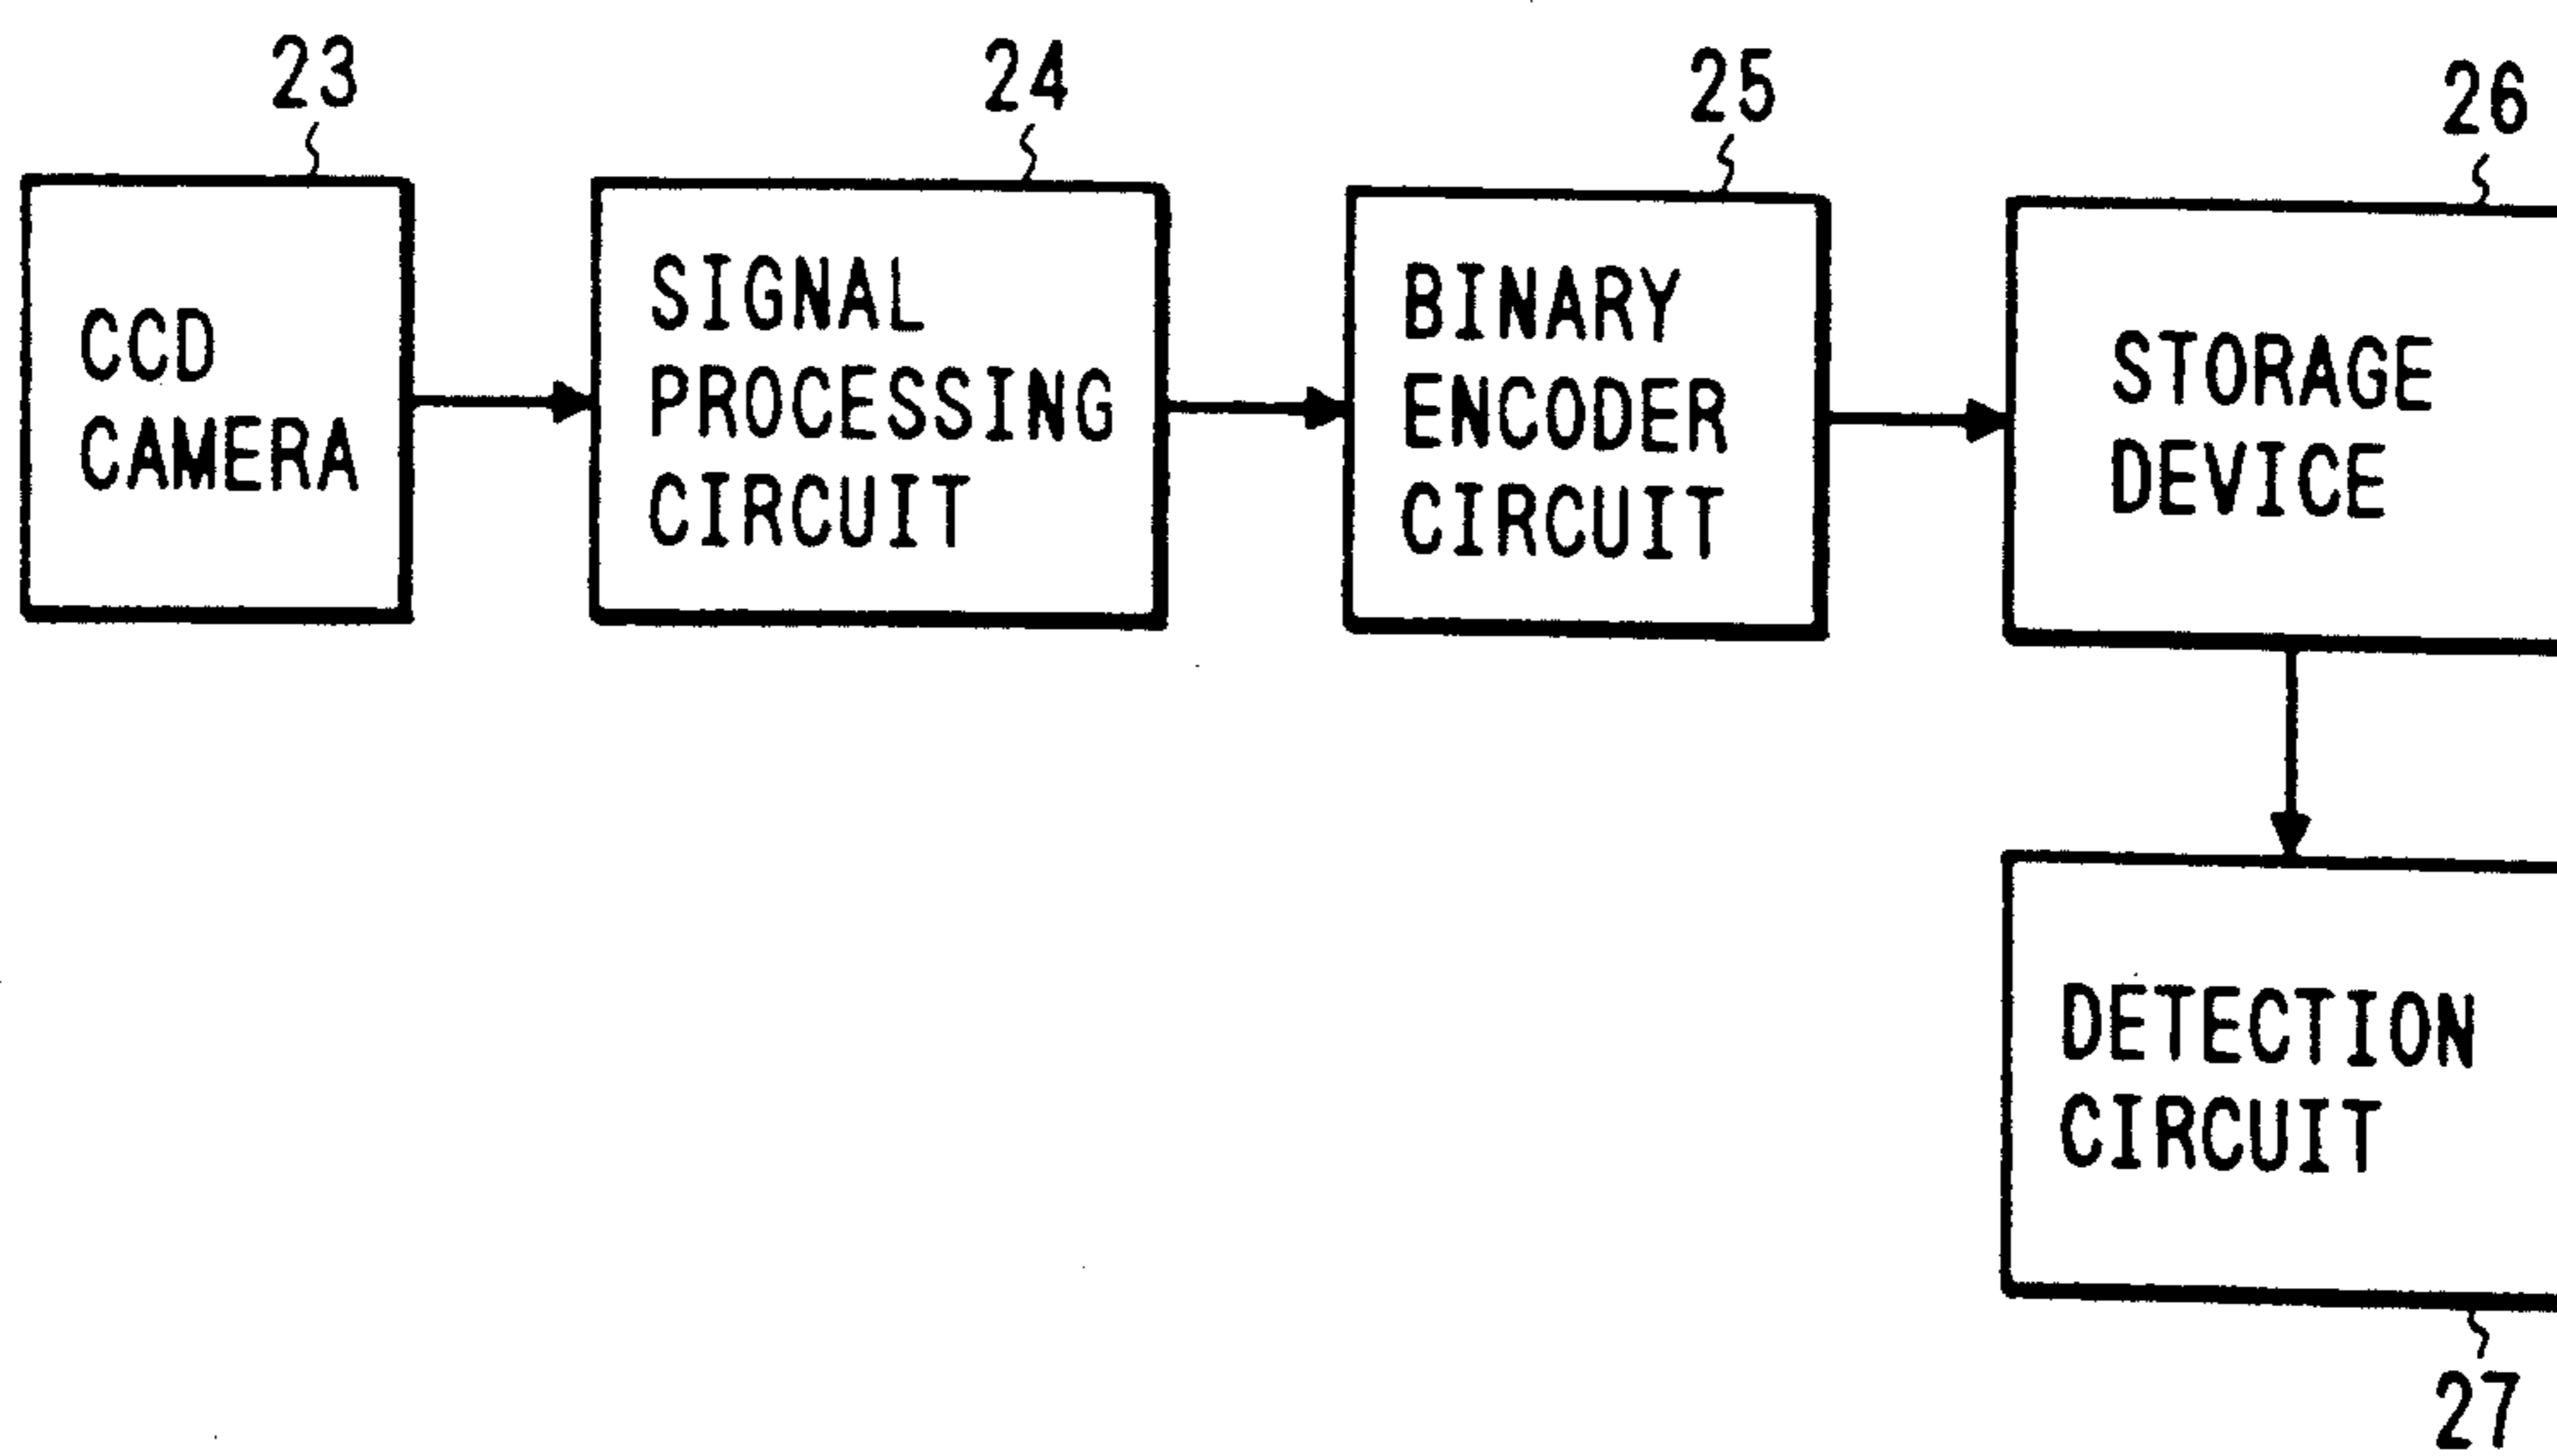 23
24
25
26
CCD
CAMERA
SIGNAL
PROCESSING
CIRCUIT
BINARY
ENCODER
CIRCUIT
STORAGE
DEVICE
DETECTION
CIRCUIT
27